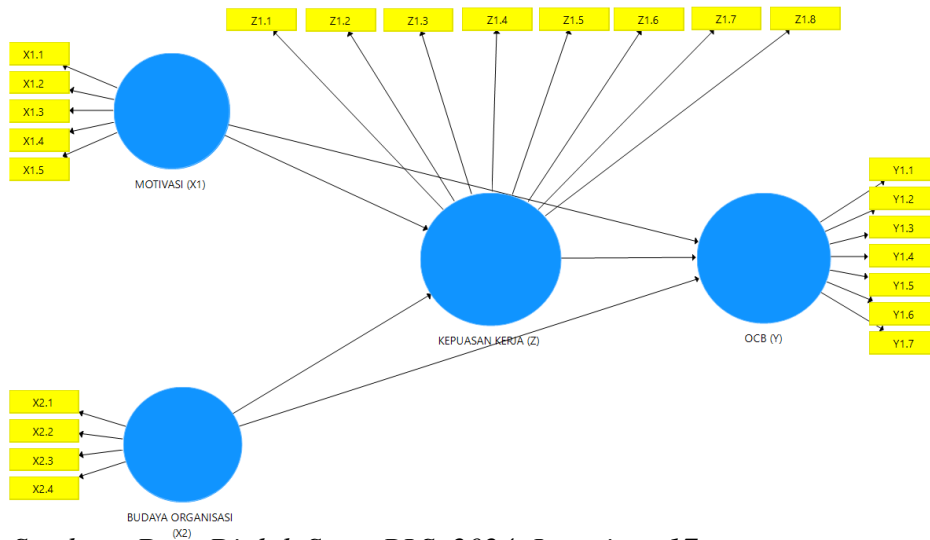 Z1.1
Z1.2
Z1.3
Z1.4
Z1.5
Z1.6
Z1.7
Z1.8
X1.1
X1.2
X1.3
X1.4
X1.5
MOTIVASI (X1)
Y1.1
Y1.2
Y1.3
Y1.4
Y1.5
Y1.6
Y1.7
KEPUASAN KERJA (Z)
OCB (Y)
X2.1
X2.2
X2.3
X2.4
BUDAYA ORGANISASI
(X2)